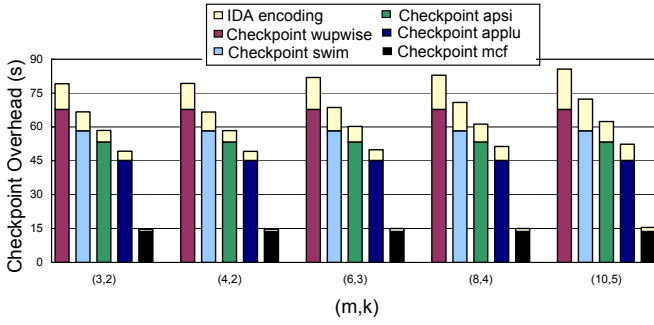 IDA encoding
Checkpoint wupwise
Checkpoint swim
Checkpoint apsi
Checkpoint applu
Checkpoint mcf
Checkpoint Overhead (s)
90
75
60
45
30
15
0
(3,2) (4,2) (6,3) (8,4) (10,5)
(m,k)